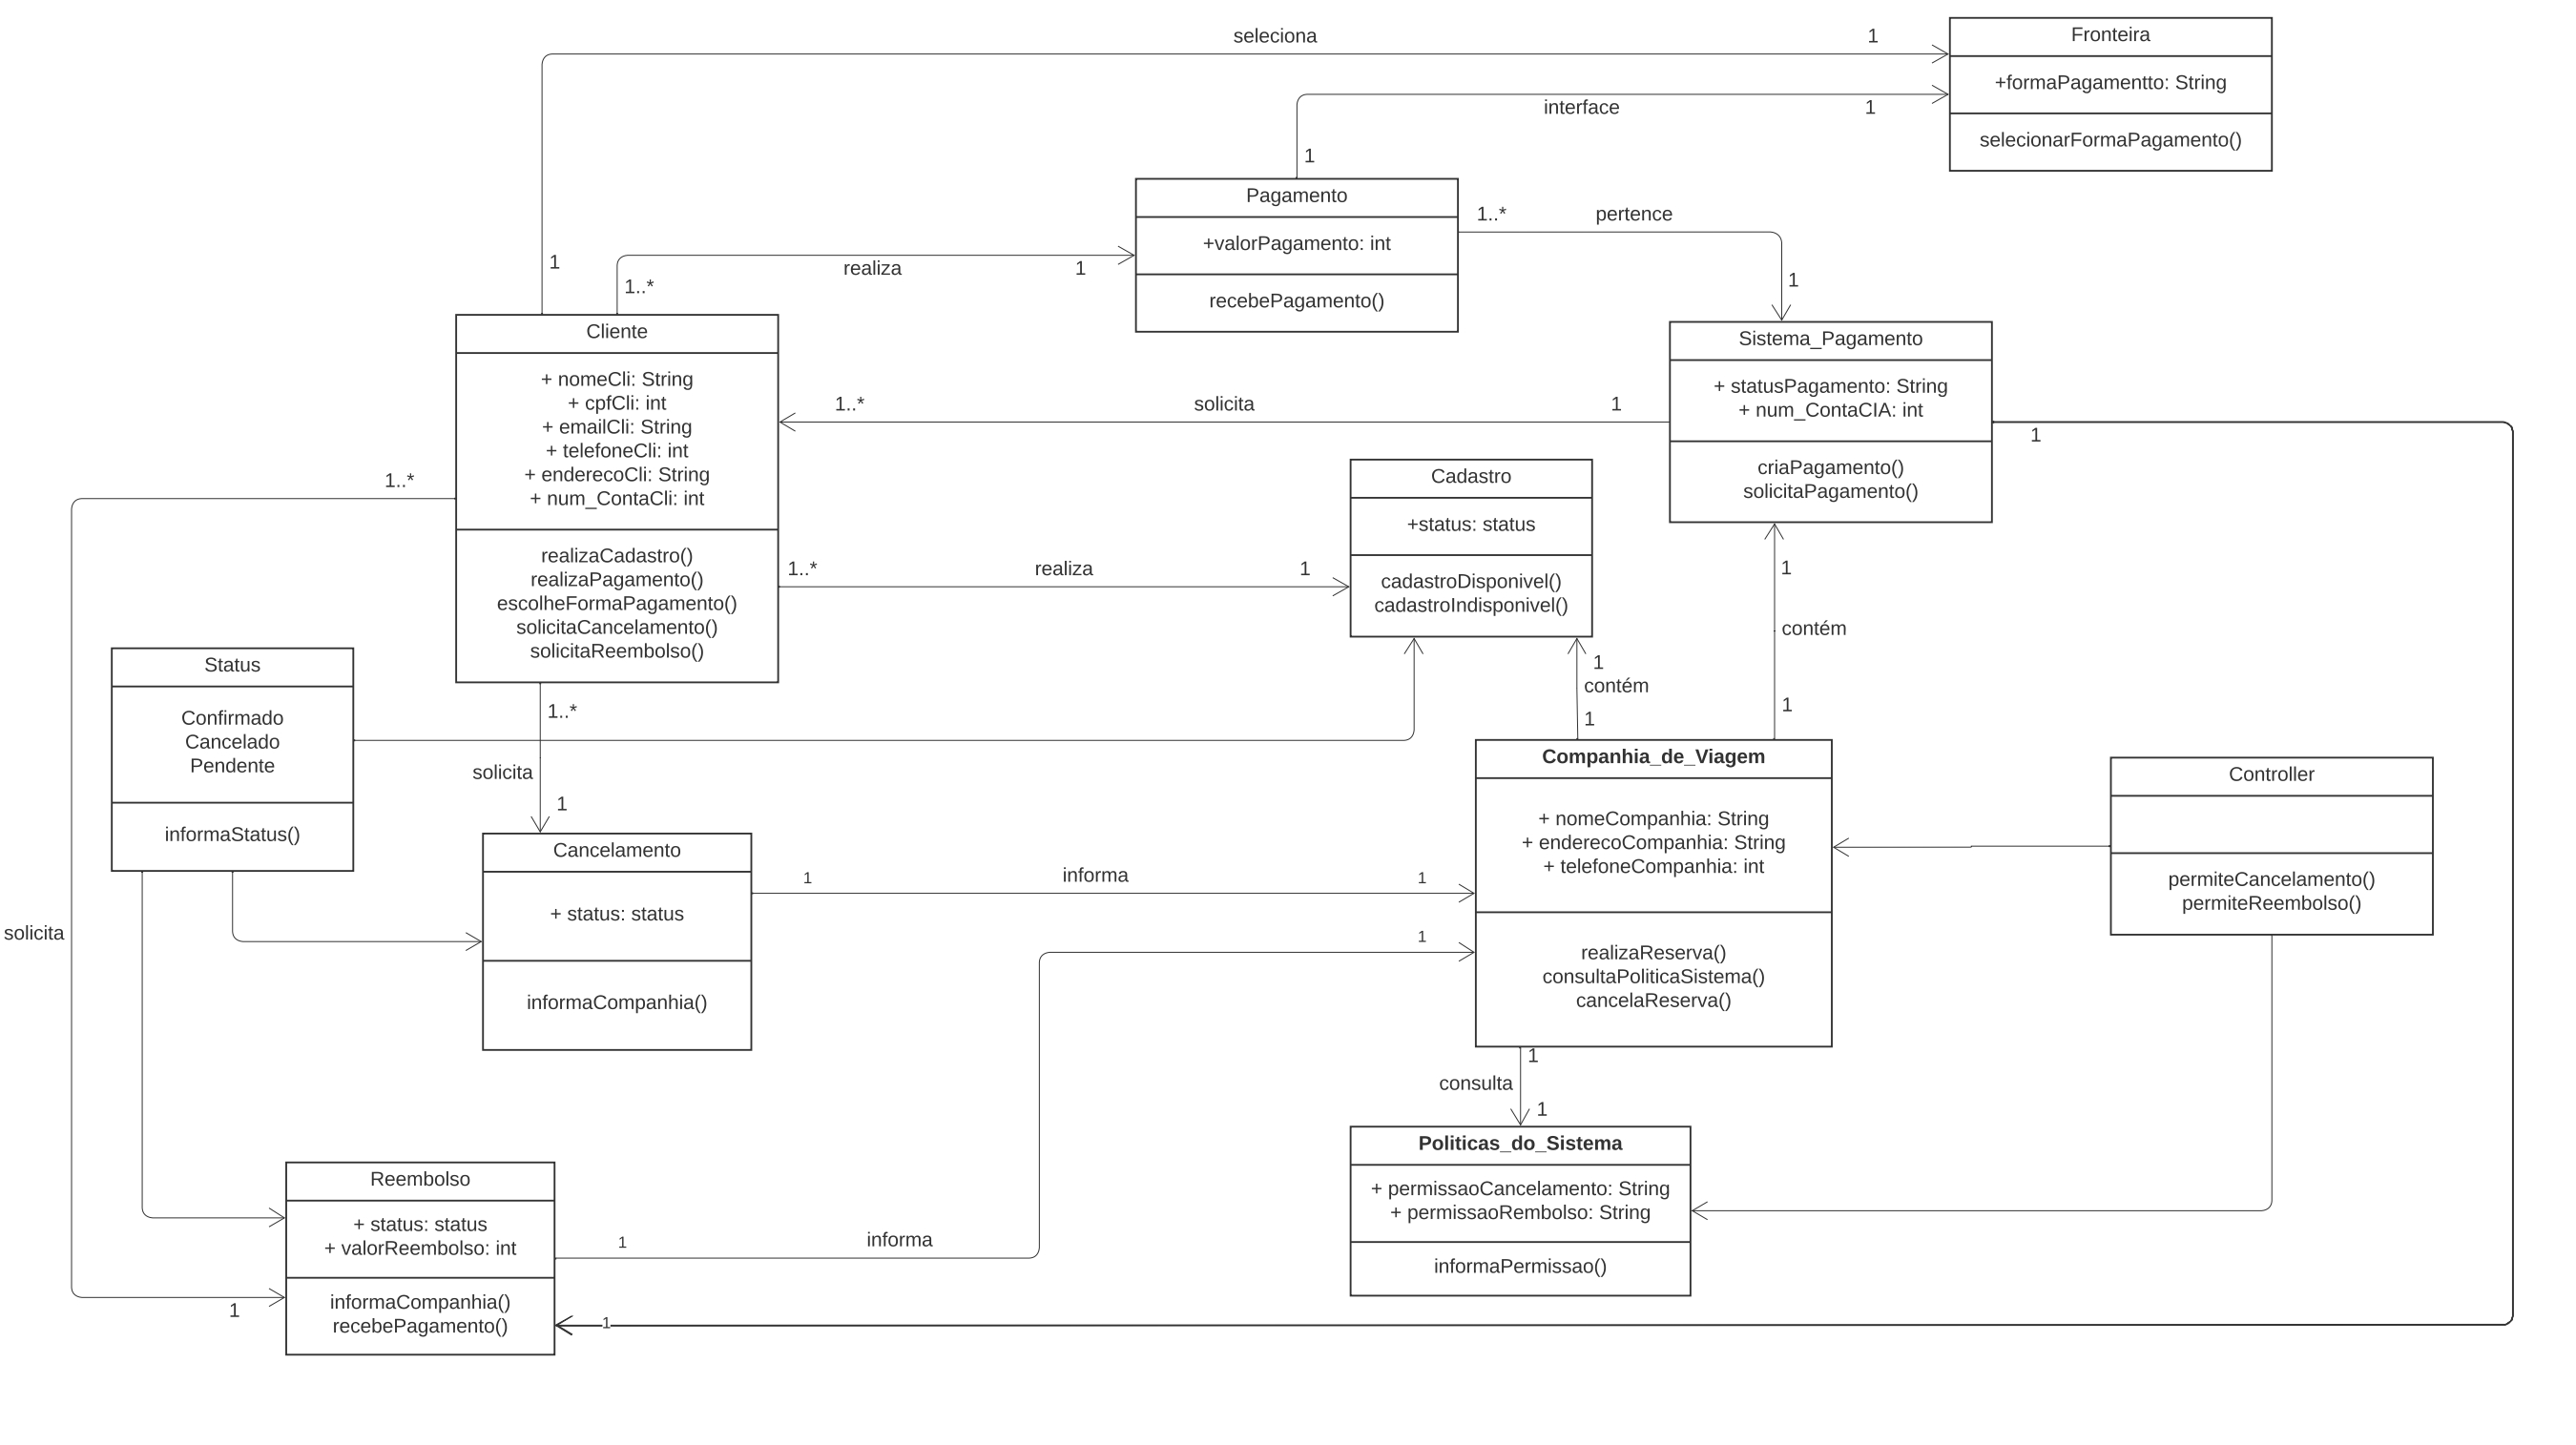 seleciona
1
1
Fronteira
+formaPagamentto: String
selecionarFormaPagamento()
interface
1
1
Pagamento
+valorPagamento: int
recebePagamento()
1..*
pertence
1
realiza
1..*
1
Cliente
+ nomeCli: String
+ cpfCli: int
+ emailCli: String
+ telefoneCli: int
+ enderecoCli: String
+ num_ContaCli: int
realizaCadastro()
realizaPagamento()
escolheFormaPagamento()
solicitaCancelamento()
solicitaReembolso()
Sistema_Pagamento
+ statusPagamento: String
+ num_ContaCIA: int
criaPagamento()
solicitaPagamento()
1..*
solicita
1
1
Cadastro
+status: status
cadastroDisponivel()
cadastroIndisponivel()
1..*
1..*
realiza
1
1
contém
1
1
contém
1
Status
Confirmado
Cancelado
Pendente
informaStatus()
1..*
solicita
1
Cancelamento
+ status: status
informaCompanhia()
1
informa
1
Companhia_de_Viagem
+ nomeCompanhia: String
+ enderecoCompanhia: String
+ telefoneCompanhia: int
realizaReserva()
consultaPoliticaSistema()
cancelaReserva()
Controller
permiteCancelamento()
permiteReembolso()
solicita
1
1
consulta
1
Politicas_do_Sistema
+ permissaoCancelamento: String
+ permissaoRembolso: String
informaPermissao()
Reembolso
+ status: status
+ valorReembolso: int
informaCompanhia()
recebePagamento()
1
informa
1
1